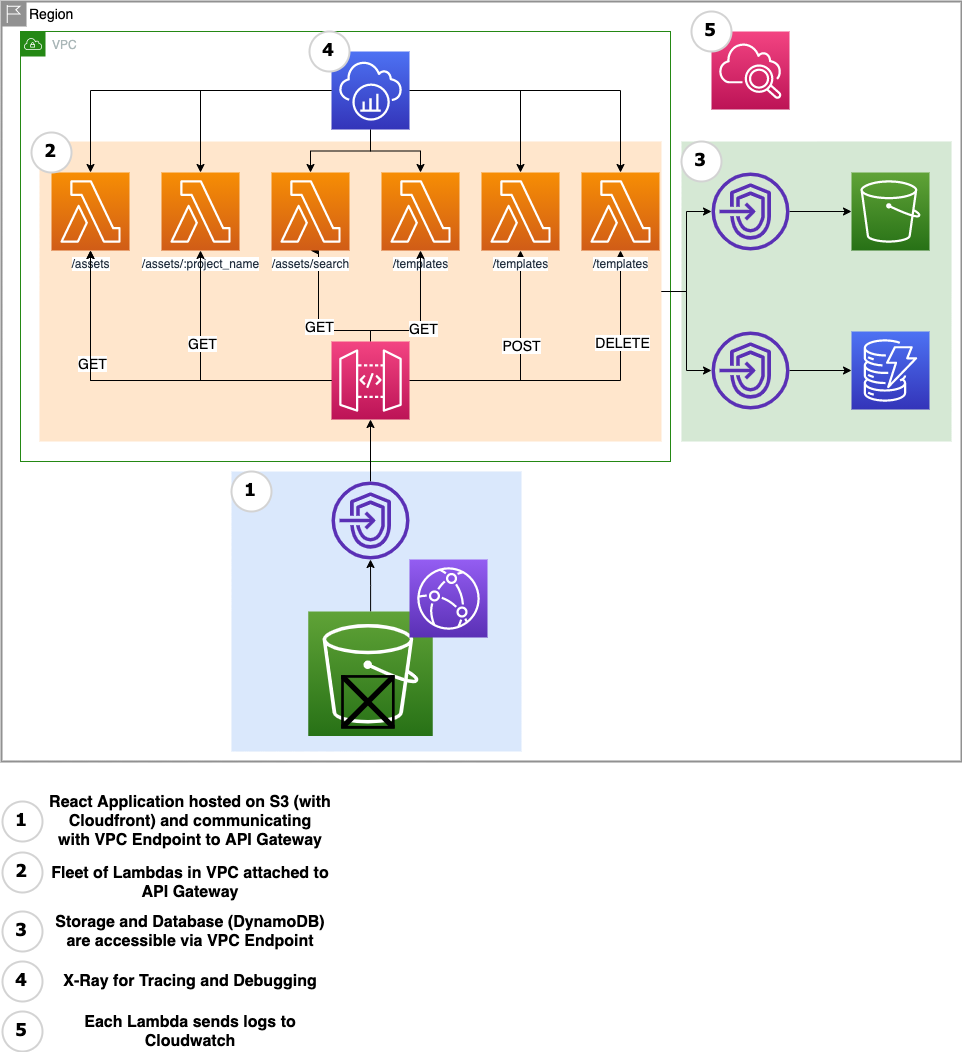 Region
VPC
4
5
2
3
/assets
/assets/:project_name
/assets/search
/templates
/templates
/templates
GET
GET
GET
GET
POST
DELETE
</>
1
1
React Application hosted on S3 (with
Cloudfront) and communicating
with VPC Endpoint to API Gateway
2
Fleet of Lambdas in VPC attached to
API Gateway
3
Storage and Database (DynamoDB)
are accessible via VPC Endpoint
4
X-Ray for Tracing and Debugging
5
Each Lambda sends logs to
Cloudwatch